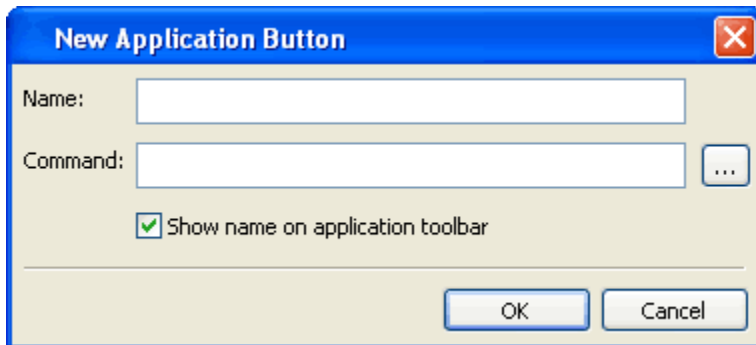 New Application Button
Name:
Command:
...
Show name on application toolbar
OK Cancel